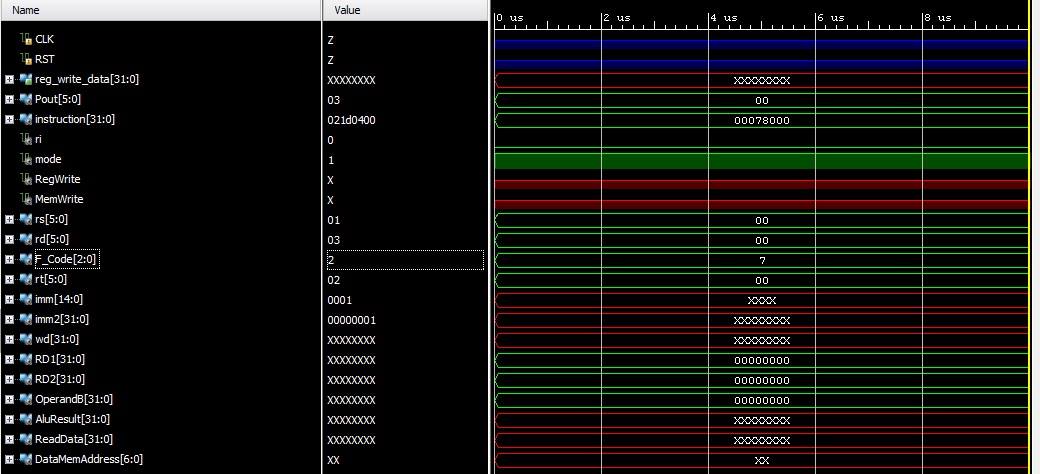 Name Value 0 us 2 us 4 us 6 us 8 us
CLK Z
RST Z
reg_write_data[31:0] XXXXXXXX XXXXXXXX
Pout[5:0] 03 00
instruction[31:0] 021d0400 00078000
ri 0
mode 1
RegWrite X
MemWrite X
rs[5:0] 01 00
rd[5:0] 03 00
F_Code[2:0] 2 7
rt[5:0] 02 00
imm[14:0] 0001 XXXX
imm2[31:0] 00000001 XXXXXXXX
wd[31:0] XXXXXXXX XXXXXXXX
RD1[31:0] XXXXXXXX 00000000
RD2[31:0] XXXXXXXX 00000000
OperandB[31:0] XXXXXXXX 00000000
AluResult[31:0] XXXXXXXX XXXXXXXX
ReadData[31:0] XXXXXXXX XXXXXXXX
DataMemAddress[6:0] XX XX